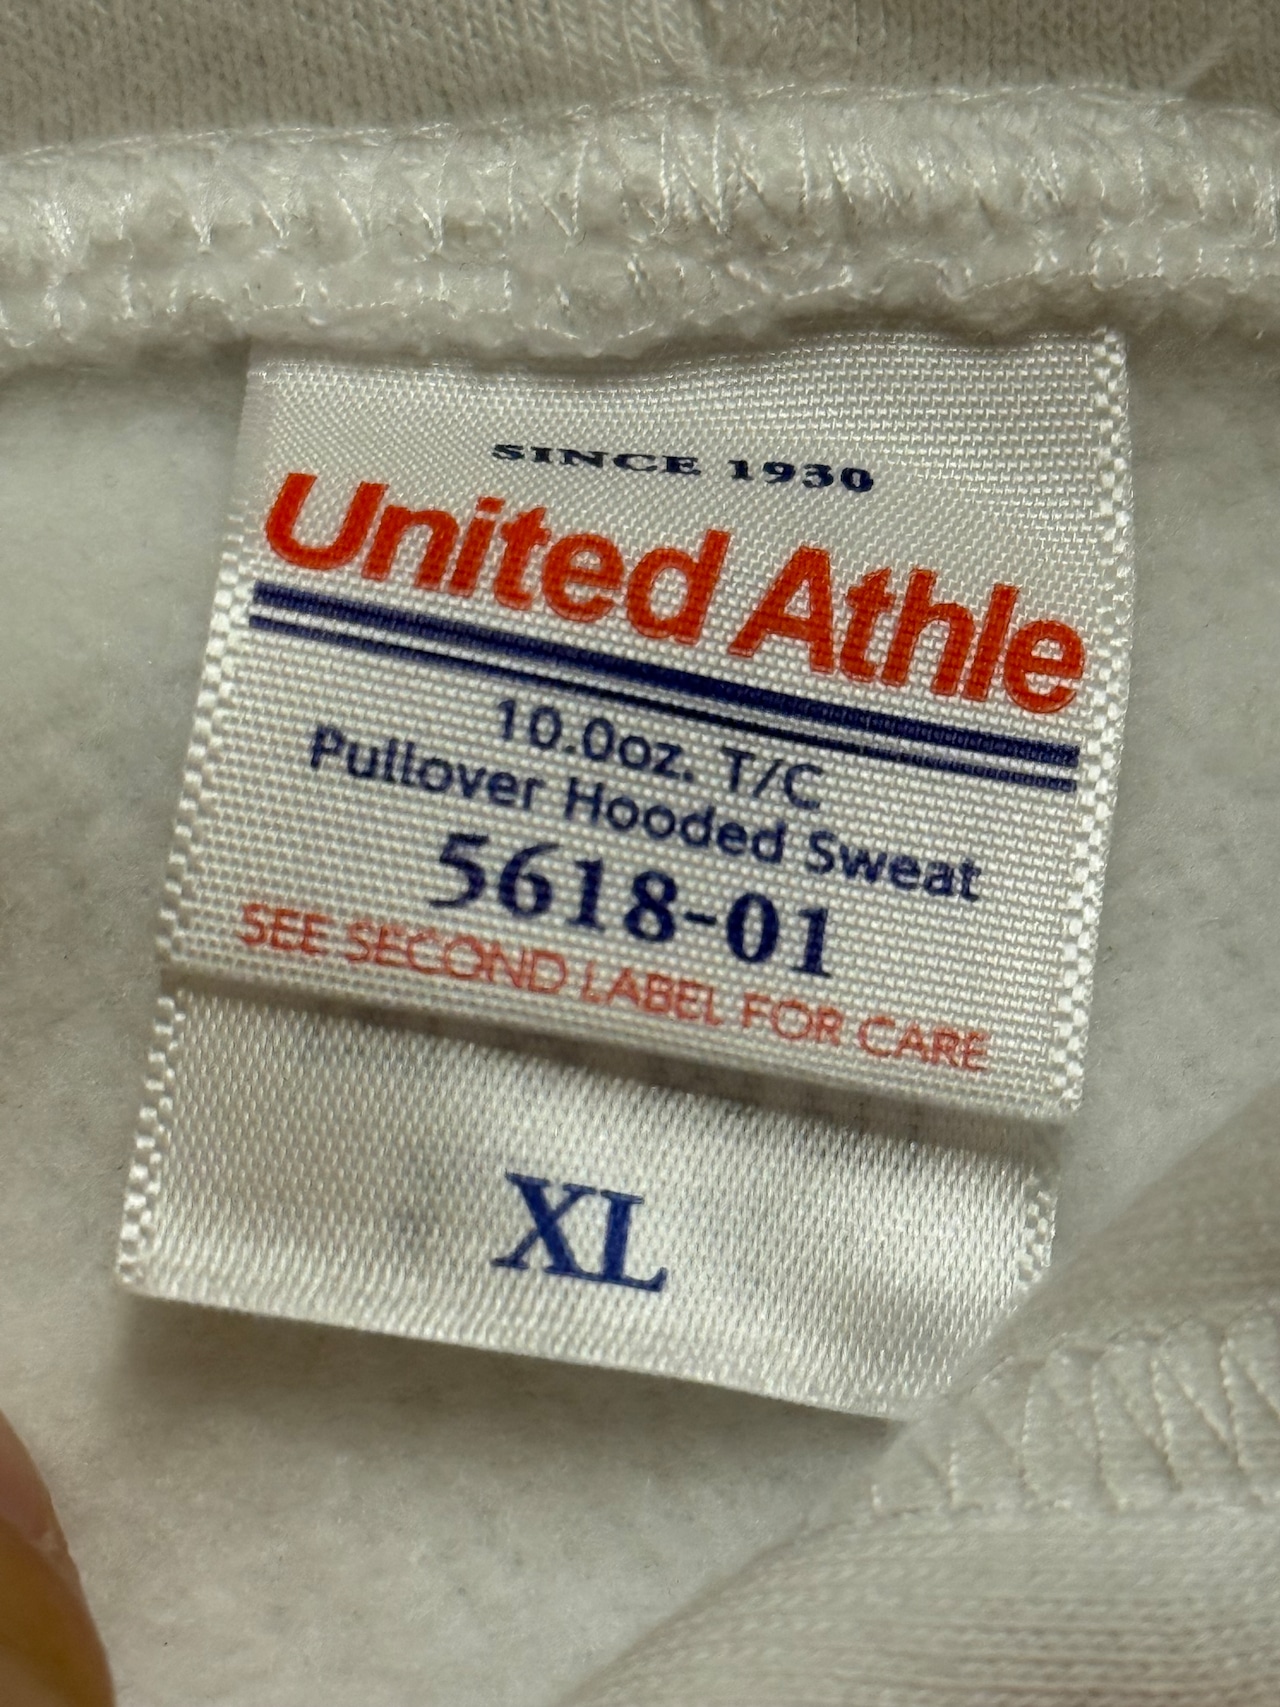 SINCE 1930
United Athle
10.0oz. T/C
Pullover Hooded Sweat
5618-01
SEE SECOND LABEL FOR CARE
XL